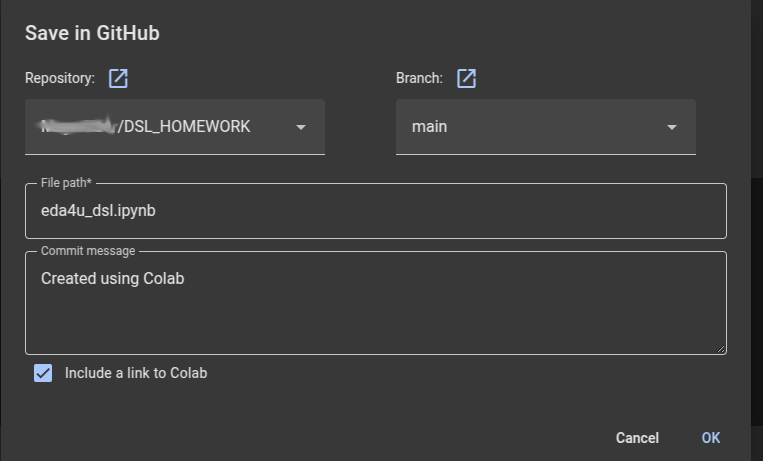 Save in GitHub
Repository:
Branch:
/DSL_HOMEWORK
main
File path*
eda4u_dsl.ipynb
Commit message
Created using Colab
Include a link to Colab
Cancel
OK